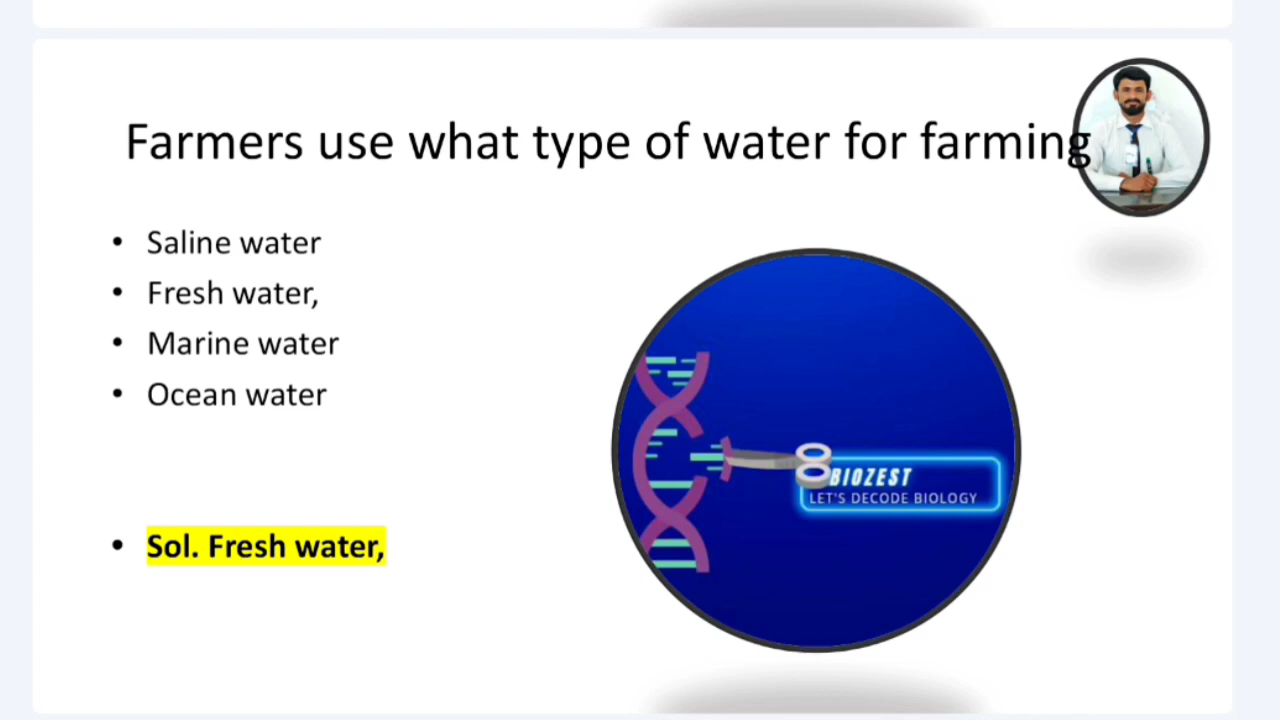 Farmers use what type of water for farming
• Saline water
• Fresh water,
• Marine water
• Ocean water
• Sol. Fresh water,
BIOZEST
LET'S DECODE BIOLOGY